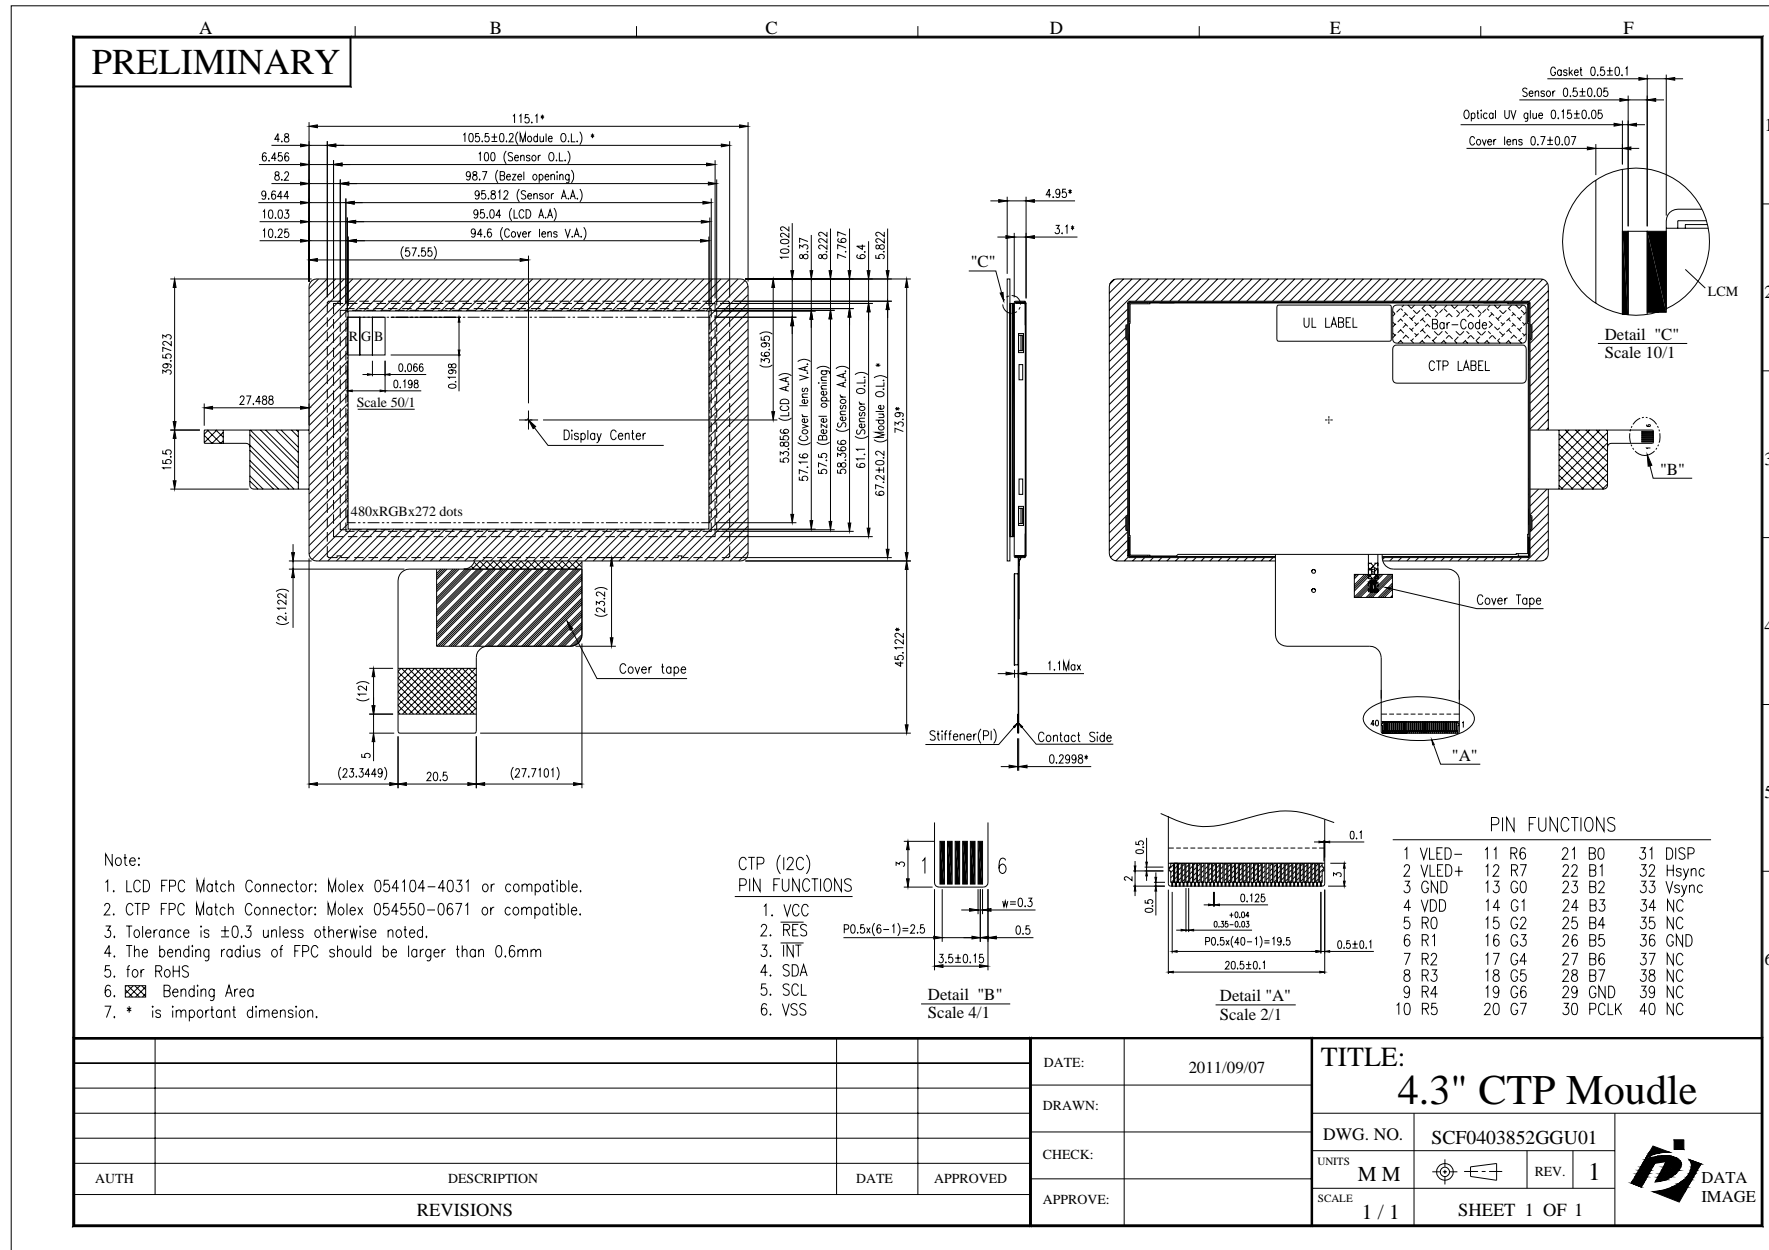 A B C D E F
PRELIMINARY
1
2
3
4
5
6
115.1*
4.8 105.5±0.2(Module O.L.) *
6.456 100 (Sensor O.L.)
8.2 98.7 (Bezel opening)
9.644 95.812 (Sensor A.A.)
10.03 95.04 (LCD A.A)
10.25 94.6 (Cover lens V.A.)
(57.55)
10.022
8.37
8.222
7.767
6.4
5.822
39.5723
27.488
15.5
R G B
0.066
0.198
0.198
Scale 50/1
Display Center
480xRGBx272 dots
(36.95)
53.856 (LCD A.A)
57.16 (Cover lens V.A.)
57.5 (Bezel opening)
58.366 (Sensor A.A.)
61.1 (Sensor O.L.)
67.2±0.2 (Module O.L.) *
73.9*
45.122*
(2.122)
(23.2)
Cover tape
(12)
5
(23.3449) 20.5 (27.7101)
4.95*
3.1*
"C"
1.1Max
Stiffener(PI) Contact Side
0.2998*
UL LABEL
Bar-Code
CTP LABEL
6
1
"B"
Cover Tape
40 1
"A"
Gasket 0.5±0.1
Sensor 0.5±0.05
Optical UV glue 0.15±0.05
Cover lens 0.7±0.07
LCM
Detail "C"
Scale 10/1
Note:
1. LCD FPC Match Connector: Molex 054104-4031 or compatible.
2. CTP FPC Match Connector: Molex 054550-0671 or compatible.
3. Tolerance is ±0.3 unless otherwise noted.
4. The bending radius of FPC should be larger than 0.6mm
5. for RoHS
6. Bending Area
7. * is important dimension.
CTP (I2C)
PIN FUNCTIONS
1. VCC
2. RES
3. INT
4. SDA
5. SCL
6. VSS
3
1 6
w=0.3
P0.5x(6-1)=2.5 0.5
3.5±0.15
Detail "B"
Scale 4/1
0.1
0.5
2
0.5
3
0.125
+0.04
0.35-0.03
P0.5x(40-1)=19.5 0.5±0.1
20.5±0.1
Detail "A"
Scale 2/1
PIN FUNCTIONS
1 VLED- 11 R6 21 B0 31 DISP
2 VLED+ 12 R7 22 B1 32 Hsync
3 GND 13 G0 23 B2 33 Vsync
4 VDD 14 G1 24 B3 34 NC
5 R0 15 G2 25 B4 35 NC
6 R1 16 G3 26 B5 36 GND
7 R2 17 G4 27 B6 37 NC
8 R3 18 G5 28 B7 38 NC
9 R4 19 G6 29 GND 39 NC
10 R5 20 G7 30 PCLK 40 NC
AUTH DESCRIPTION DATE APPROVED
REVISIONS
DATE: 2011/09/07
DRAWN:
CHECK:
APPROVE:
TITLE:
4.3" CTP Moudle
DWG. NO. SCF0403852GGU01
UNITS MM REV. 1
SCALE 1 / 1 SHEET 1 OF 1
DATA
IMAGE